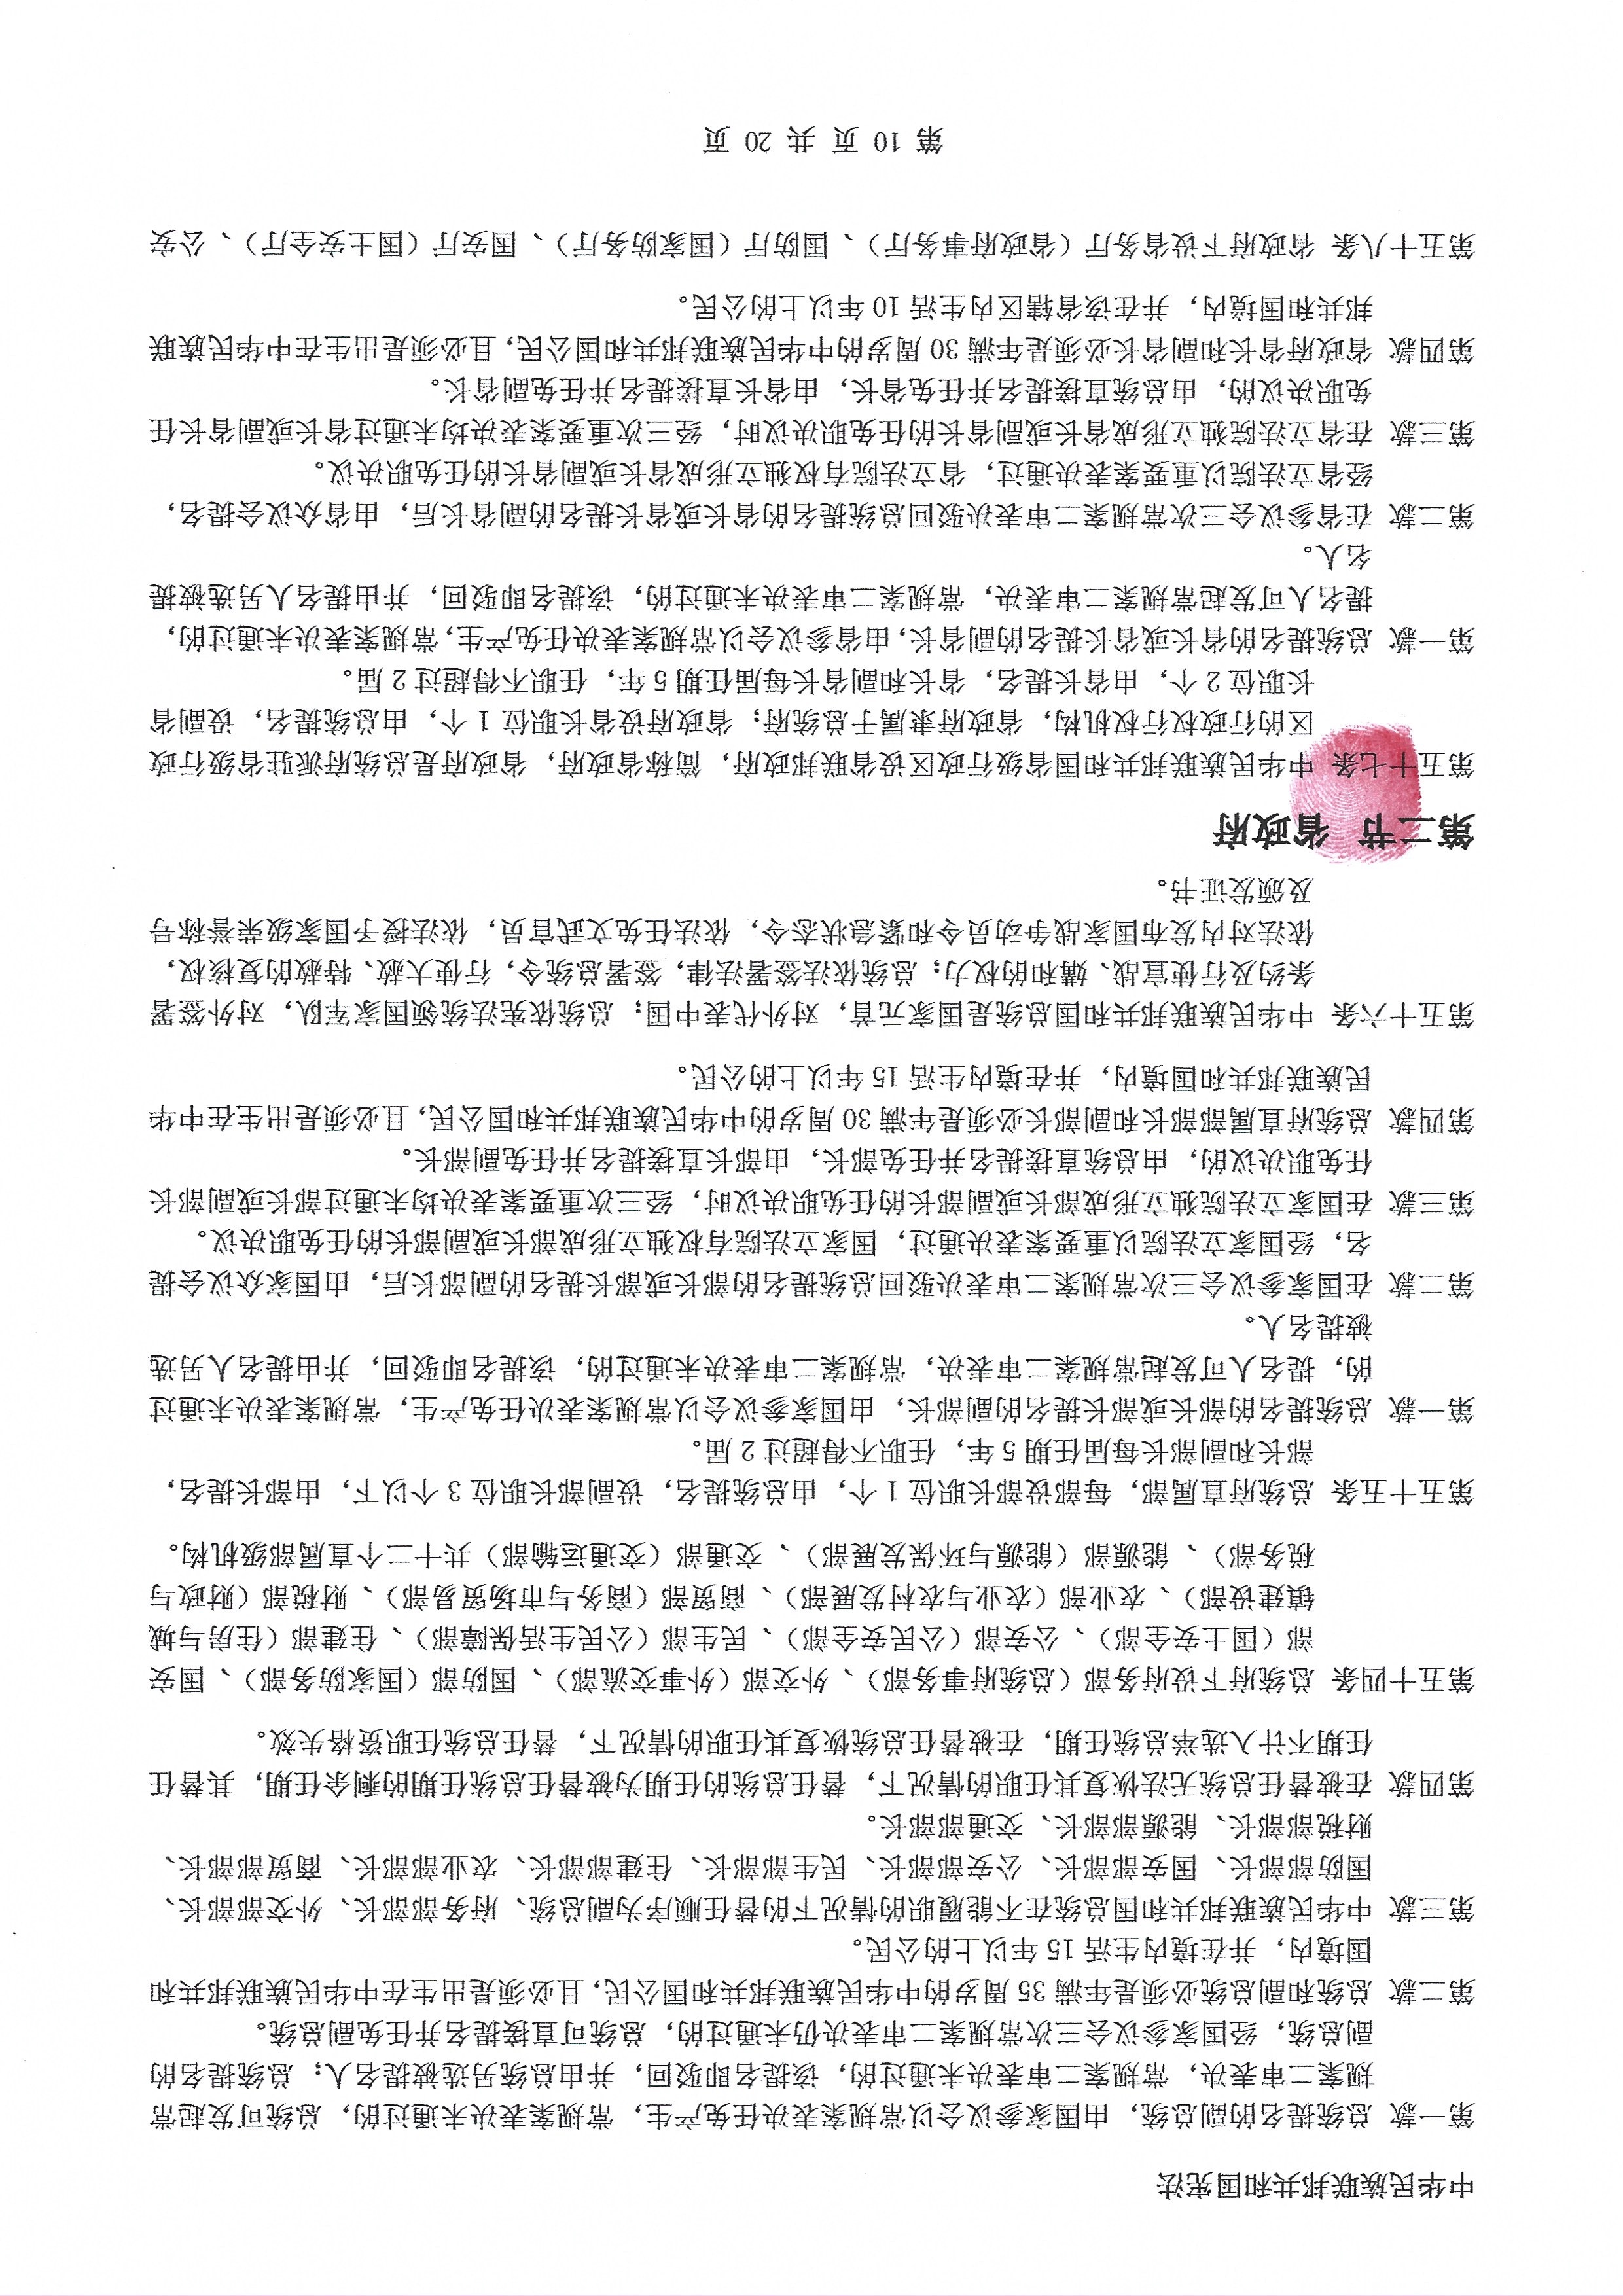 中华民族联邦共和国宪法
第一款 总统提名的副总统，由国家参议会以常规案表决任免产生，常规案表决未通过的，总统可发起常
规案二审表决，常规案二审表决未通过的，该提名即驳回，并由总统另选被提名人；总统提名的
副总统，经国家参议会三次常规案二审表决仍未通过的，总统可直接提名并任免副总统。
第二款 总统和副总统必须是年满 35 周岁的中华民族联邦共和国公民，且必须是出生在中华民族联邦共和
国境内，并在境内生活 15 年以上的公民。
第三款 中华民族联邦共和国总统在不能履职的情况下的替任顺序为副总统、府务部部长、外交部部长、
国防部部长、国安部部长、公安部部长、民生部部长、住建部部长、农业部部长、商贸部部长、
财税部部长、能源部部长、交通部部长。
第四款 在被替任总统无法恢复其任职的情况下，替任总统的任期为被替任总统任期的剩余任期，其替任
任期不计入选举总统任期，在被替任总统恢复其任职的情况下，替任总统任职资格失效。
第五十四条 总统府下设府务部（总统府事务部）、外交部（外事交流部）、国防部（国家防务部）、国安
部（国土安全部）、公安部（公民安全部）、民生部（公民生活保障部）、住建部（住房与城
镇建设部）、农业部（农业与农村发展部）、商贸部（商务与市场贸易部）、财税部（财政与
税务部）、能源部（能源与环保发展部）、交通部（交通运输部）共十二个直属部级机构。
第五十五条 总统府直属部，每部设部长职位 1 个，由总统提名，设副部长职位 3 个以下，由部长提名，
部长和副部长每届任期 5 年，任职不得超过 2 届。
第一款 总统提名的部长或部长提名的副部长，由国家参议会以常规案表决任免产生，常规案表决未通过
的，提名人可发起常规案二审表决，常规案二审表决未通过的，该提名即驳回，并由提名人另选
被提名人。
第二款 在国家参议会三次常规案二审表决驳回总统提名的部长或部长提名的副部长后，由国家众议会提
名，经国家立法院以重要案表决通过，国家立法院有权独立形成部长或副部长的任免职决议。
第三款 在国家立法院独立形成部长或副部长的任免职决议时，经三次重要案表决均未通过部长或副部长
任免职决议的，由总统直接提名并任免部长，由部长直接提名并任免副部长。
第四款 总统府直属部部长和副部长必须是年满 30 周岁的中华民族联邦共和国公民，且必须是出生在中华
民族联邦共和国境内，并在境内生活 15 年以上的公民。
第五十六条 中华民族联邦共和国总统是国家元首，对外代表中国；总统依宪法统领国家军队，对外签署
条约及行使宣战、媾和的权力；总统依法签署法律，签署总统令，行使大赦、特赦的复核权，
依法对内发布国家战争动员令和紧急状态令，依法任免文武官员，依法授予国家级荣誉称号
及颁发证书。
第二节 省政府
第五十七条 中华民族联邦共和国省级行政区设省联邦政府，简称省政府，省政府是总统府派驻省级行政
区的行政权行权机构，省政府隶属于总统府；省政府设省长职位 1 个，由总统提名，设副省
长职位 2 个，由省长提名，省长和副省长每届任期 5 年，任职不得超过 2 届。
第一款 总统提名的省长或省长提名的副省长，由省参议会以常规案表决任免产生，常规案表决未通过的，
提名人可发起常规案二审表决，常规案二审表决未通过的，该提名即驳回，并由提名人另选被提
名人。
第二款 在省参议会三次常规案二审表决驳回总统提名的省长或省长提名的副省长后，由省众议会提名，
经省立法院以重要案表决通过，省立法院有权独立形成省长或副省长的任免职决议。
第三款 在省立法院独立形成省长或副省长的任免职决议时，经三次重要案表决均未通过省长或副省长任
免职决议的，由总统直接提名并任免省长，由省长直接提名并任免副省长。
第四款 省政府省长和副省长必须是年满 30 周岁的中华民族联邦共和国公民，且必须是出生在中华民族联
邦共和国境内，并在该省辖区内生活 10 年以上的公民。
第五十八条 省政府下设省务厅（省政府事务厅）、国防厅（国家防务厅）、国安厅（国土安全厅）、公安
第 10 页 共 20 页